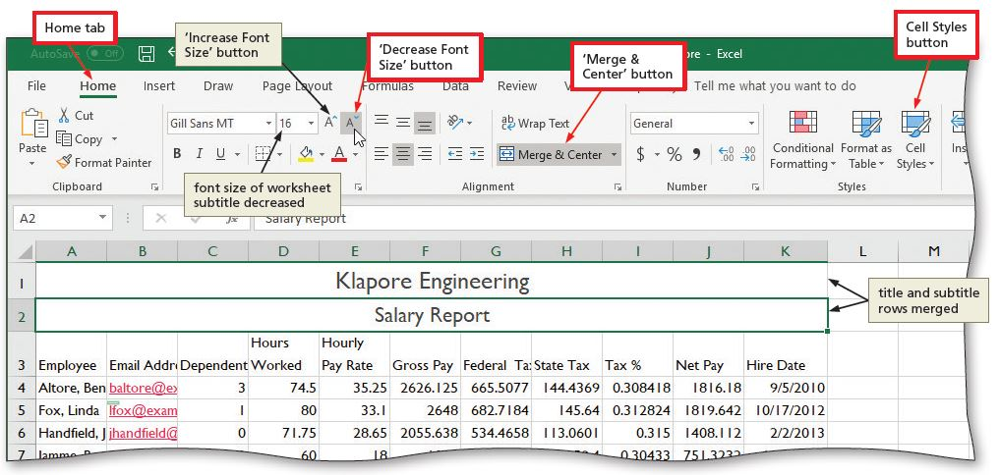 Home tab
'Increase Font
Size' button
'Decrease Font
Size' button
'Merge &
Center' button
Cell Styles
button
AutoSave Off
ore - Excel
File Home Insert Draw Page Layout Formulas Data Review V Tell me what you want to do
Paste
Cut
Copy
Format Painter
Clipboard
Gill Sans MT 16 A A
B I U A
font size of worksheet
subtitle decreased
ab Wrap Text
Merge & Center
Alignment
General
$ % 9 .00 .00
Number
Conditional Format as Cell Ins
Formatting Table Styles
Styles
A2 fx Salary Report
A B C D E F G H I J K L M
1 Klapore Engineering
2 Salary Report
title and subtitle
rows merged
Hours Hourly
3 Employee Email Addre Dependent Worked Pay Rate Gross Pay Federal Ta State Tax Tax % Net Pay Hire Date
4 Altore, Ben baltore@ex 3 74.5 35.25 2626.125 665.5077 144.4369 0.308418 1816.18 9/5/2010
5 Fox, Linda lfox@exam 1 80 33.1 2648 682.7184 145.64 0.312824 1819.642 10/17/2012
6 Handfield, J jhandfield@ 0 71.75 28.65 2055.638 534.4658 113.0601 0.315 1408.112 2/2/2013
7 60 18 0.30433 751.3232